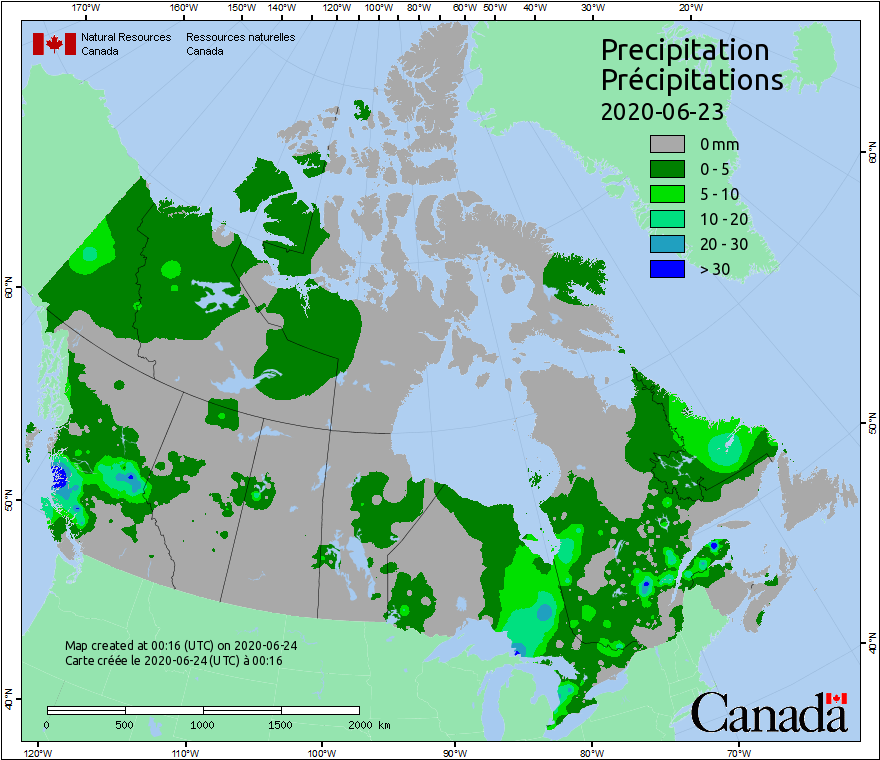 170°W 160°W 150°W 140°W 120°W 100°W 80°W 60°W 50°W 40°W 30°W 20°W
Natural Resources Ressources naturelles
Canada Canada
Precipitation
Précipitations
2020-06-23
0 mm
0 - 5
5 - 10
10 - 20
20 - 30
> 30
60°N
60°N
50°N
50°N
40°N
40°N
Map created at 00:16 (UTC) on 2020-06-24
Carte créée le 2020-06-24 (UTC) à 00:16
0 500 1000 1500 2000 km
Canada
120°W 110°W 100°W 90°W 80°W 70°W